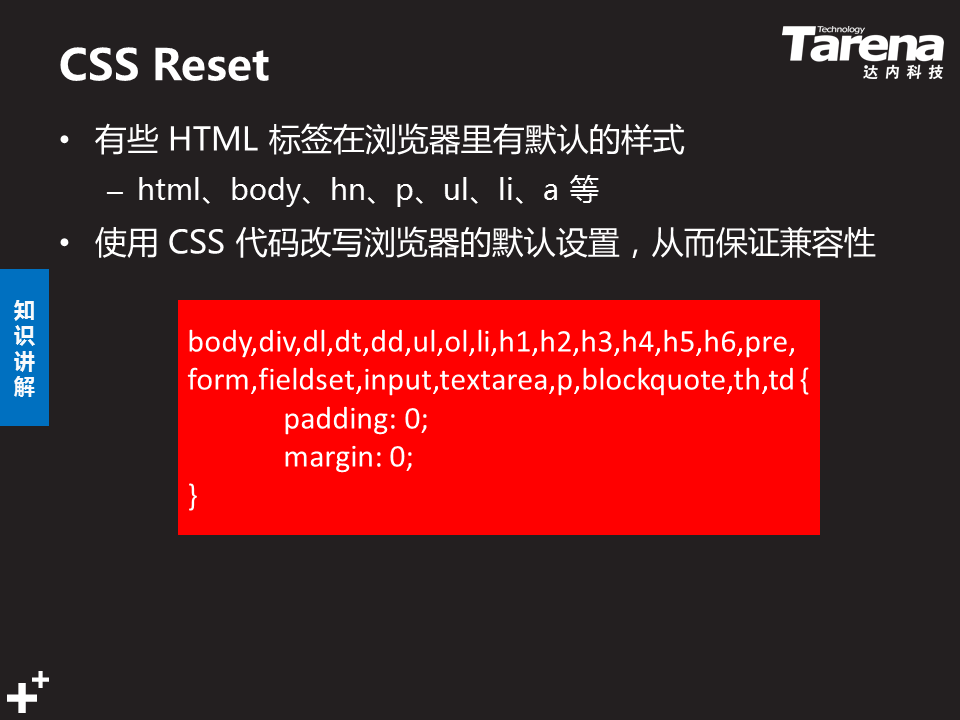 CSS Reset
Technology
Tarena
达内科技
• 有些 HTML 标签在浏览器里有默认的样式
– html、body、hn、p、ul、li、a 等
• 使用 CSS 代码改写浏览器的默认设置，从而保证兼容性
知识讲解
body,div,dl,dt,dd,ul,ol,li,h1,h2,h3,h4,h5,h6,pre,
form,fieldset,input,textarea,p,blockquote,th,td{
padding: 0;
margin: 0;
}